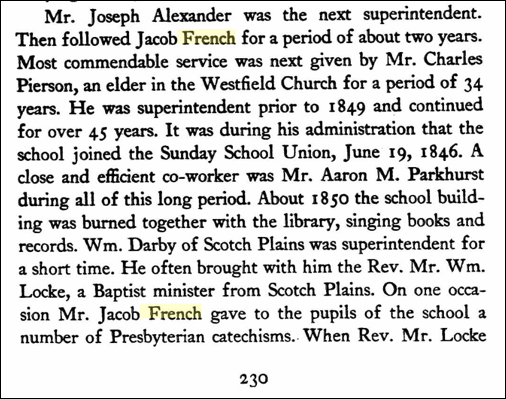 Mr. Joseph Alexander was the next superintendent.
Then followed Jacob French for a period of about two years.
Most commendable service was next given by Mr. Charles
Pierson, an elder in the Westfield Church for a period of 34
years. He was superintendent prior to 1849 and continued
for over 45 years. It was during his administration that the
school joined the Sunday School Union, June 19, 1846. A
close and efficient co-worker was Mr. Aaron M. Parkhurst
during all of this long period. About 1850 the school build-
ing was burned together with the library, singing books and
records. Wm. Darby of Scotch Plains was superintendent for
a short time. He often brought with him the Rev. Mr. Wm.
Locke, a Baptist minister from Scotch Plains. On one occa-
sion Mr. Jacob French gave to the pupils of the school a
number of Presbyterian catechisms. When Rev. Mr. Locke
230